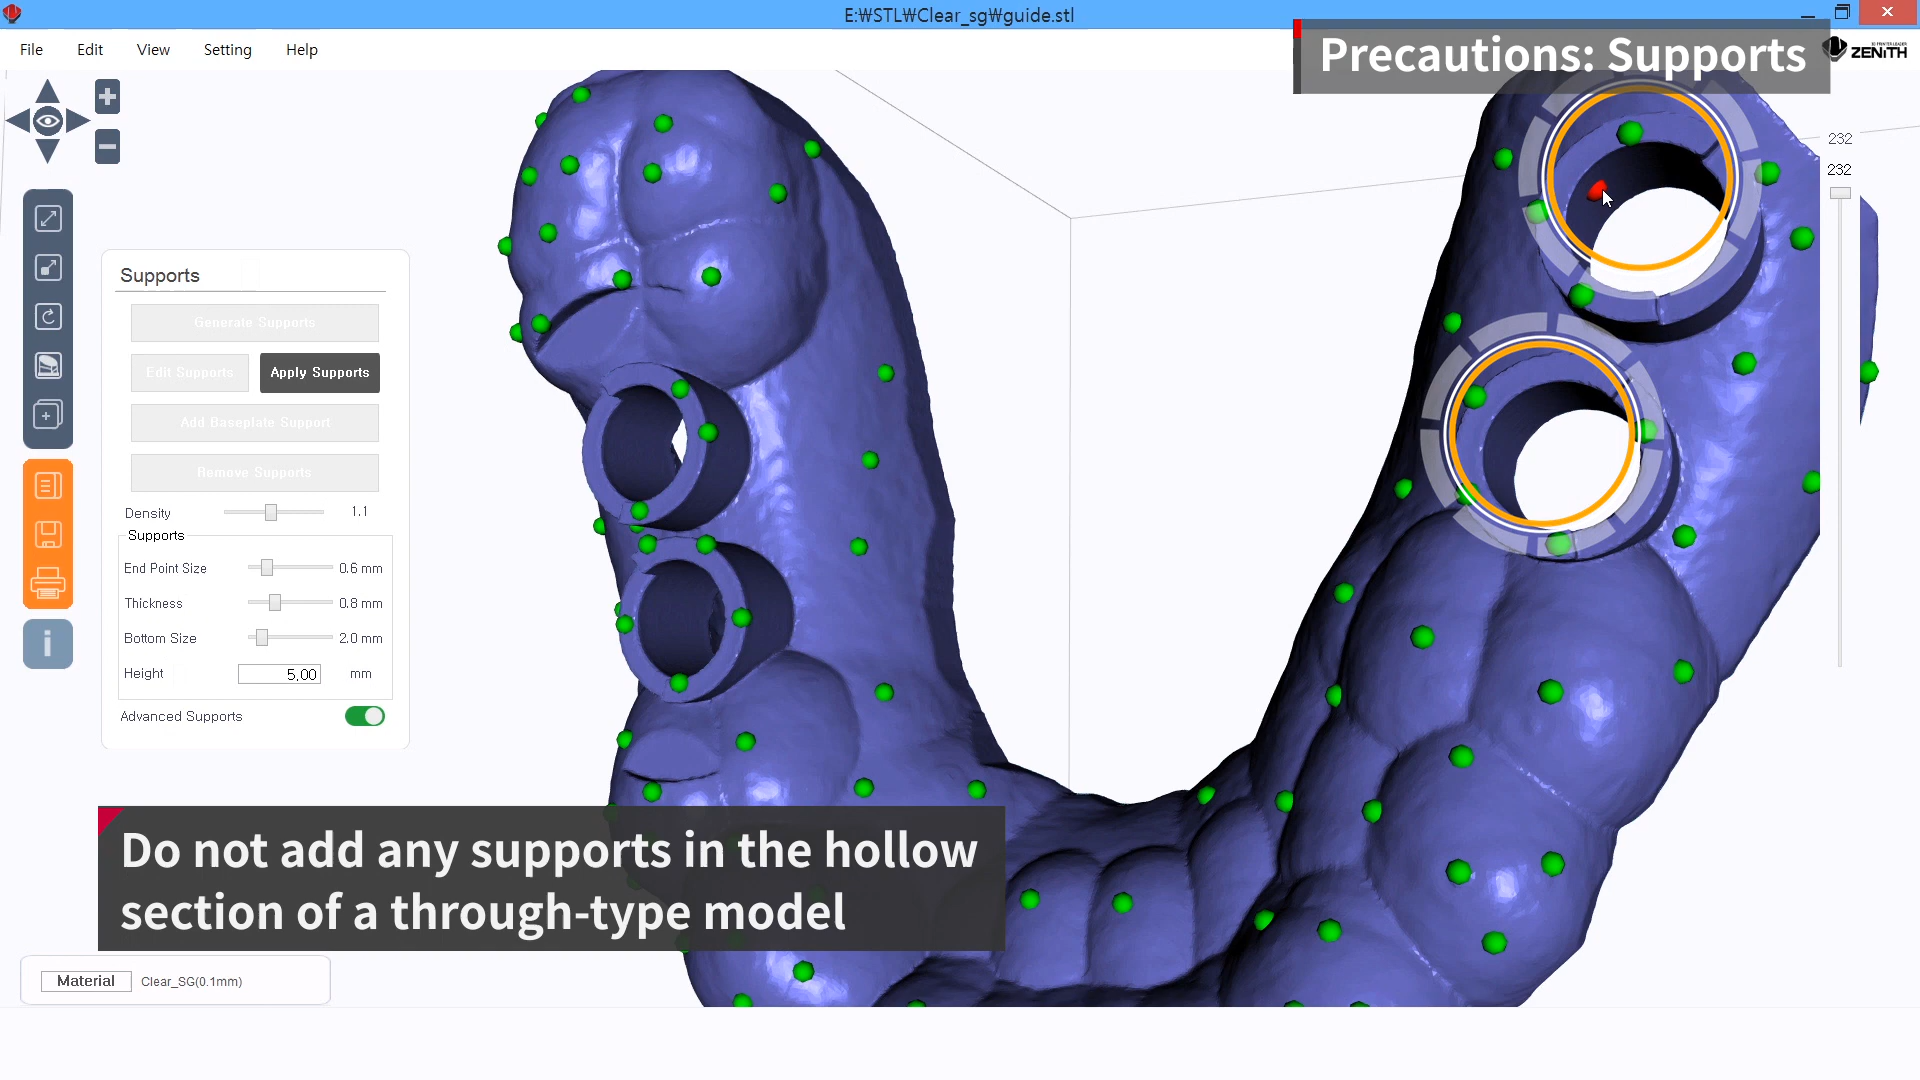 E:₩STL₩Clear_sg₩guide.stl
File Edit View Setting Help
Precautions: Supports
ZENITH
232
232
Supports
Generate Supports
Edit Supports Apply Supports
Add Baseplate Support
Remove Supports
Density 1.1
Supports
End Point Size 0.6 mm
Thickness 0.8 mm
Bottom Size 2.0 mm
Height 5,00 mm
Advanced Supports
Do not add any supports in the hollow
section of a through-type model
Material Clear_SG(0.1mm)